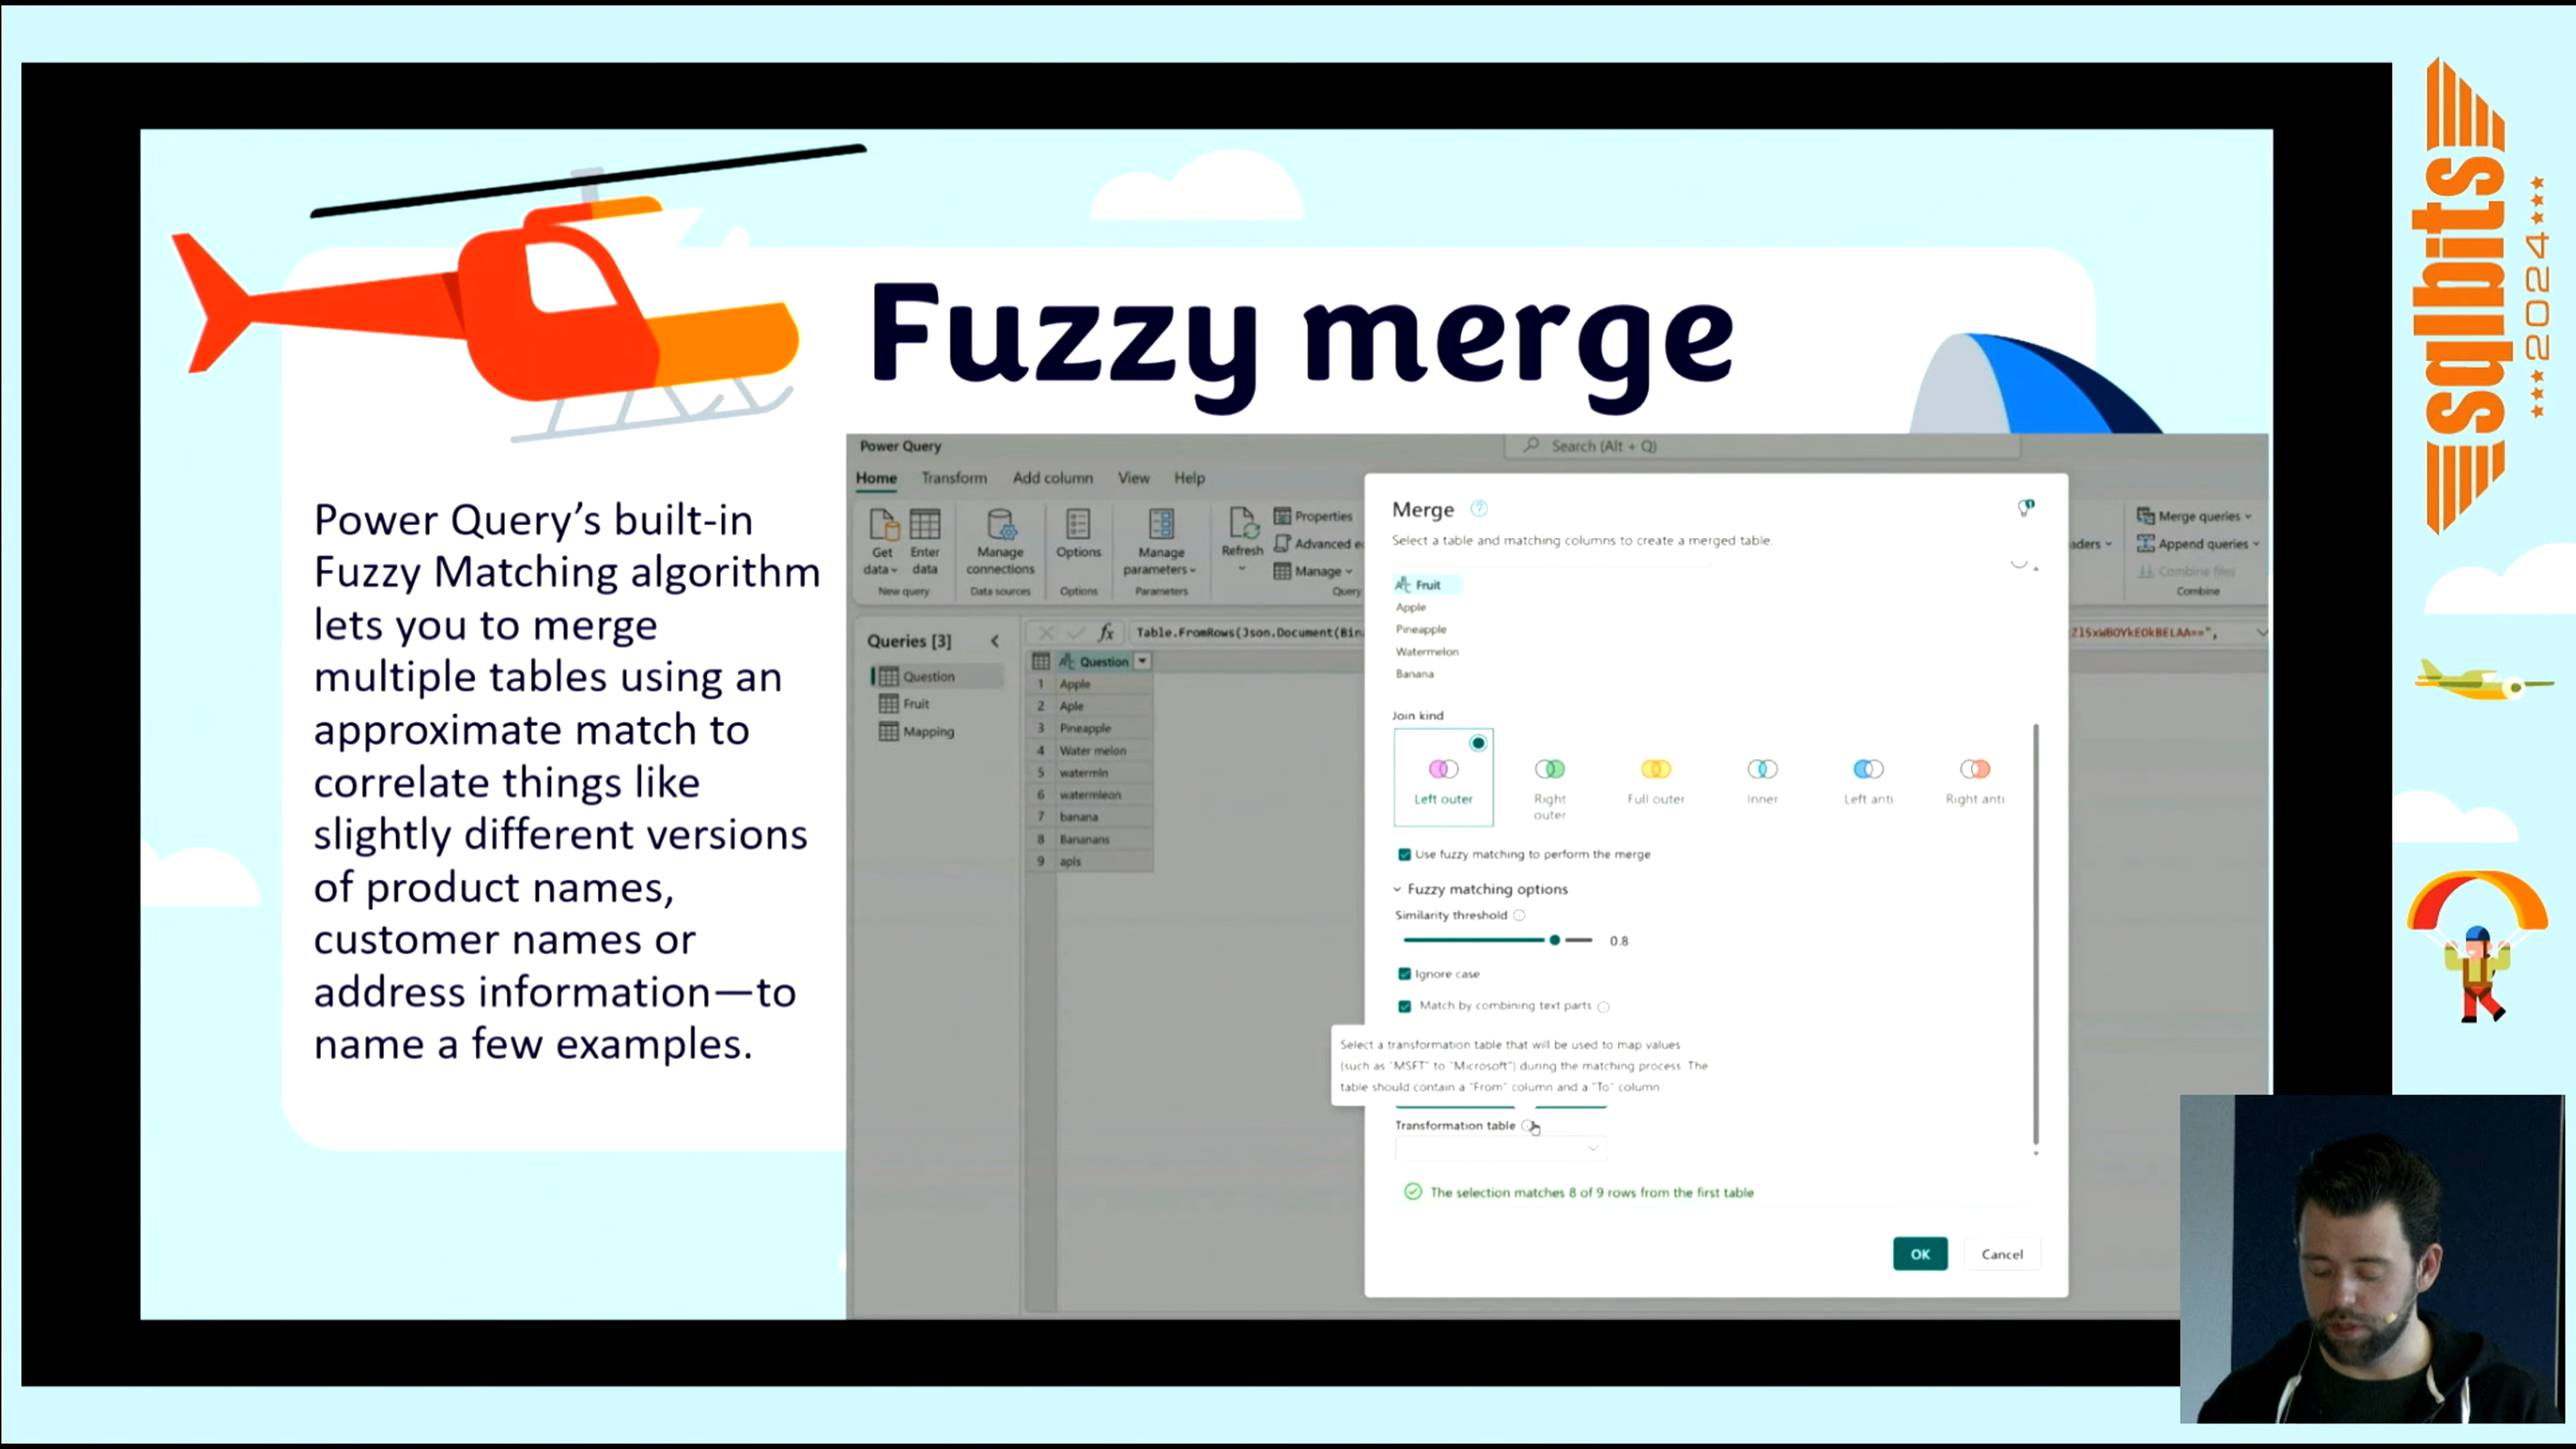 Fuzzy merge
Power Query’s built-in
Fuzzy Matching algorithm
lets you to merge
multiple tables using an
approximate match to
correlate things like
slightly different versions
of product names,
customer names or
address information—to
name a few examples.
Power Query
Search (Alt + Q)
Home Transform Add column View Help
Get data
Enter data
Manage connections
Options
Manage parameters
Refresh
Properties
Advanced e
Manage
New query
Data sources
Options
Parameters
Query
aders
Merge queries
Append queries
Combine files
Combine
Queries [3]
Question
Fruit
Mapping
fx Table.FromRows(Json.Document(Bin
Question
1 Apple
2 Aple
3 Pineapple
4 Water melon
5 watermln
6 watermleon
7 banana
8 Bananans
9 apls
Merge
Select a table and matching columns to create a merged table.
Fruit
Apple
Pineapple
Watermelon
Banana
Join kind
Left outer
Right outer
Full outer
Inner
Left anti
Right anti
Use fuzzy matching to perform the merge
Fuzzy matching options
Similarity threshold
0.8
Ignore case
Match by combining text parts
Select a transformation table that will be used to map values
(such as "MSFT" to "Microsoft") during the matching process. The
table should contain a "From" column and a "To" column.
Transformation table
The selection matches 8 of 9 rows from the first table
OK
Cancel
sqlbits
2024